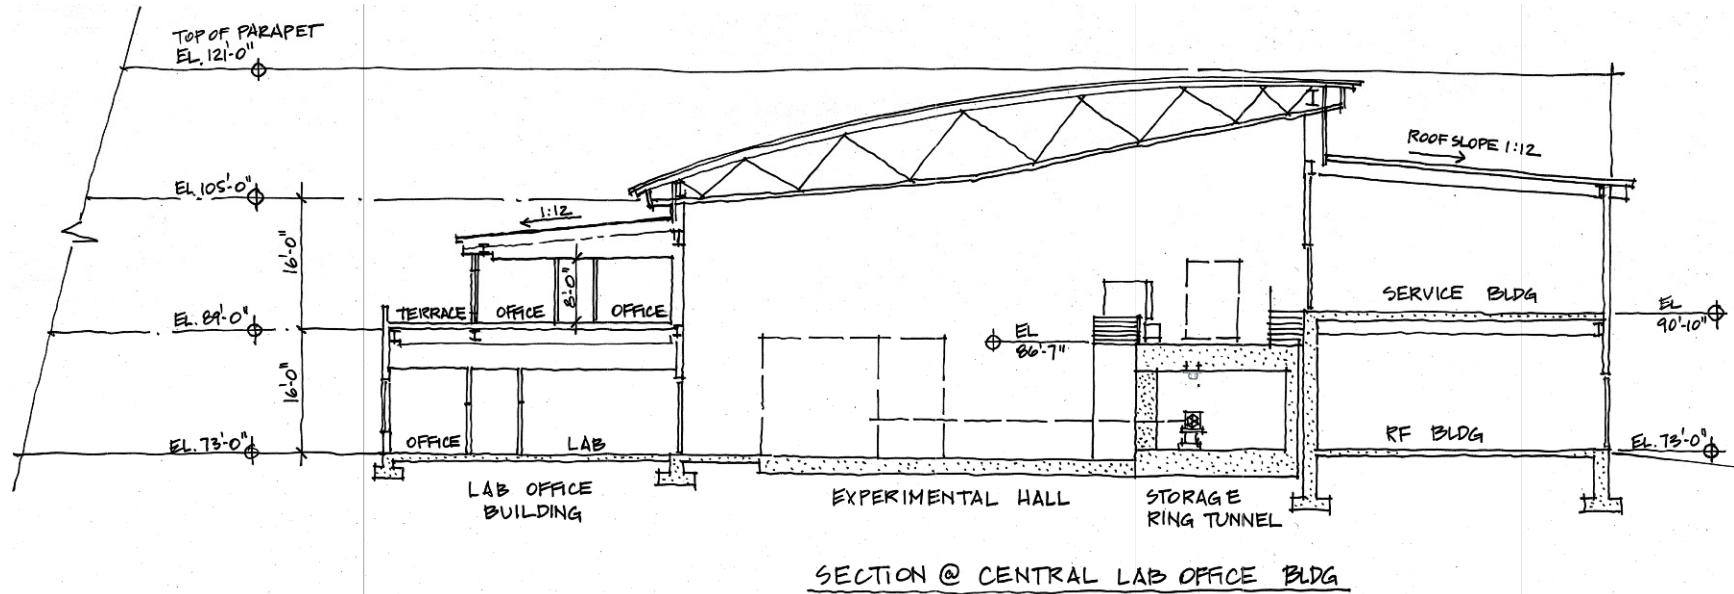 TOP OF PARAPET
EL. 121'-0"
ROOF SLOPE 1:12
EL. 105'-0"
1:12
16'-0"
8'-0"
TERRACE
OFFICE
OFFICE
SERVICE BLDG
EL
90'-10"
EL. 89'-0"
EL
86'-7"
16'-0"
OFFICE
LAB
RF BLDG
EL. 73'-0"
EL. 73'-0"
LAB OFFICE
BUILDING
EXPERIMENTAL HALL
STORAGE
RING TUNNEL
SECTION @ CENTRAL LAB OFFICE BLDG